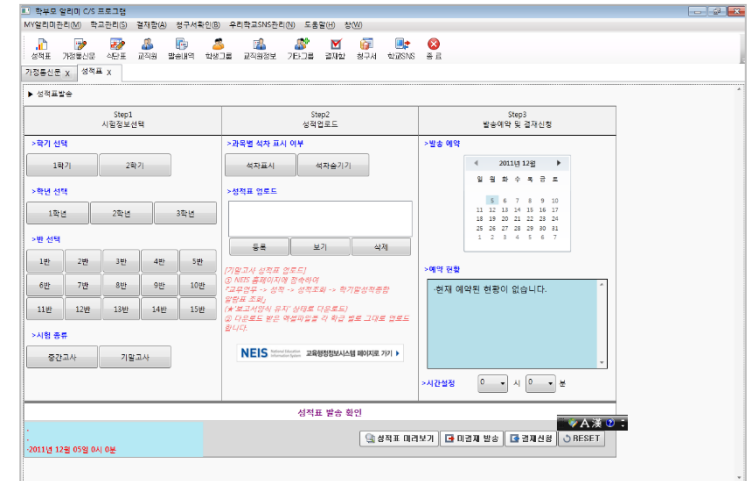 학부모 알리미 C/S 프로그램
MY알리미관리(M) 학교관리(S) 결재함(A) 청구서확인(B) 우리학교SNS관리(N) 도움말(H) 창(W)
성적표 가정통신문 식단표 교직원 발송내역 학생그룹 교직원정보 기타그룹 결재함 청구서 학교SNS 종 료
가정통신문 x 성적표 x
▶ 성적표발송
Step1
시험정보선택
Step2
성적업로드
Step3
발송예약 및 결재신청
>학기 선택
1학기 2학기
>학년 선택
1학년 2학년 3학년
>반 선택
1반 2반 3반 4반 5반
6반 7반 8반 9반 10반
11반 12반 13반 14반 15반
>시험 종류
중간고사 기말고사
>과목별 석차 표시 여부
석차표시 석차숨기기
>성적표 업로드
등록 보기 삭제
[기말고사 성적표 업로드]
① NEIS 홈페이지에 접속하여
『교무업무 -> 성적 -> 성적조회 -> 학기말성적종합
일람표 조회』
(★'보고서양식 유지' 상태로 다운로드)
② 다운로드 받은 엑셀파일을 각 학급 별로 그대로 업로드
합니다.
NEIS National Education Information System 교육행정정보시스템 페이지로 가기 ▶
>발송 예약
2011년 12월
일 월 화 수 목 금 토
5 6 7 8 9 10
11 12 13 14 15 16 17
18 19 20 21 22 23 24
25 26 27 28 29 30 31
1 2 3 4 5 6 7
>예약 현황
-현재 예약된 현황이 없습니다.
>시간설정 0 시 0 분
성적표 발송 확인
-
-
-2011년 12월 05일 0시 0분
A 漢
성적표 미리보기 미결재 발송 결재신청 RESET